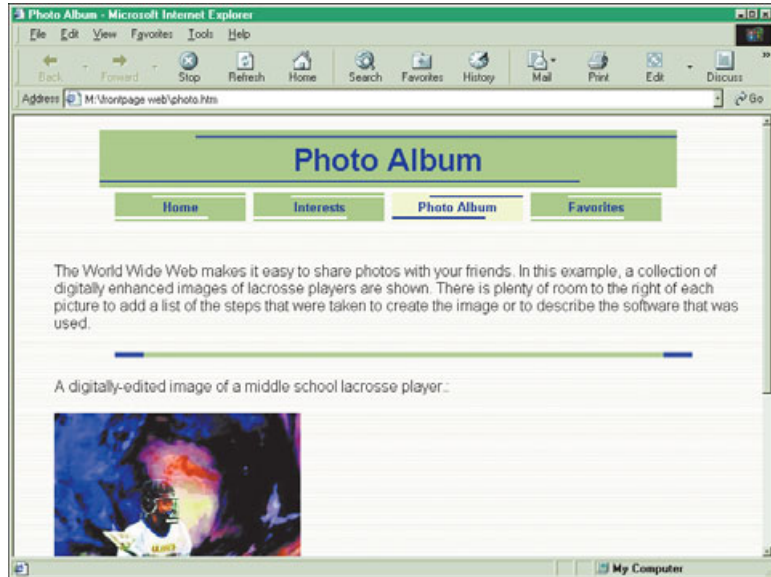 Photo Album - Microsoft Internet Explorer
File Edit View Favorites Tools Help
Back Forward Stop Refresh Home Search Favorites History Mail Print Edit Discuss »
Address M:\frontpage web\photo.htm Go
Photo Album
Home Interests Photo Album Favorites
The World Wide Web makes it easy to share photos with your friends. In this example, a collection of
digitally enhanced images of lacrosse players are shown. There is plenty of room to the right of each
picture to add a list of the steps that were taken to create the image or to describe the software that was
used.
A digitally-edited image of a middle school lacrosse player.:
My Computer